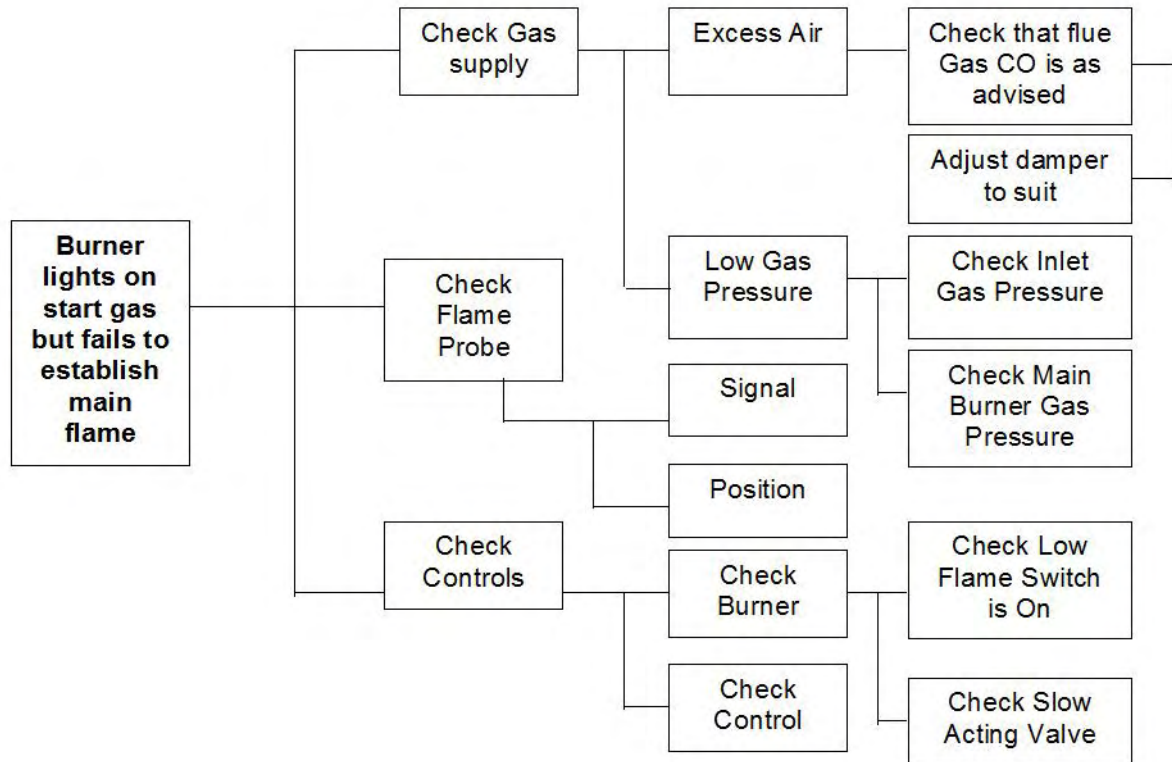 Burner
lights on
start gas
but fails to
establish
main
flame
Check Gas
supply
Check
Flame
Probe
Check
Controls
Excess Air
Low Gas
Pressure
Signal
Position
Check
Burner
Check
Control
Check that flue
Gas CO is as
advised
Adjust damper
to suit
Check Inlet
Gas Pressure
Check Main
Burner Gas
Pressure
Check Low
Flame Switch
is On
Check Slow
Acting Valve